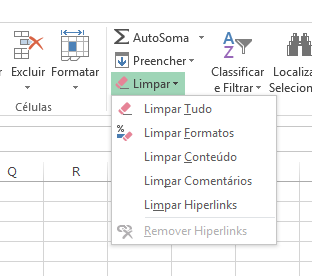 AutoSoma
Preencher
Limpar
Excluir Formatar
Classificar
e Filtrar
Localiza
Selecion
Células
Limpar Tudo
Limpar Formatos
Limpar Conteúdo
Limpar Comentários
Limpar Hiperlinks
Remover Hiperlinks
Q R